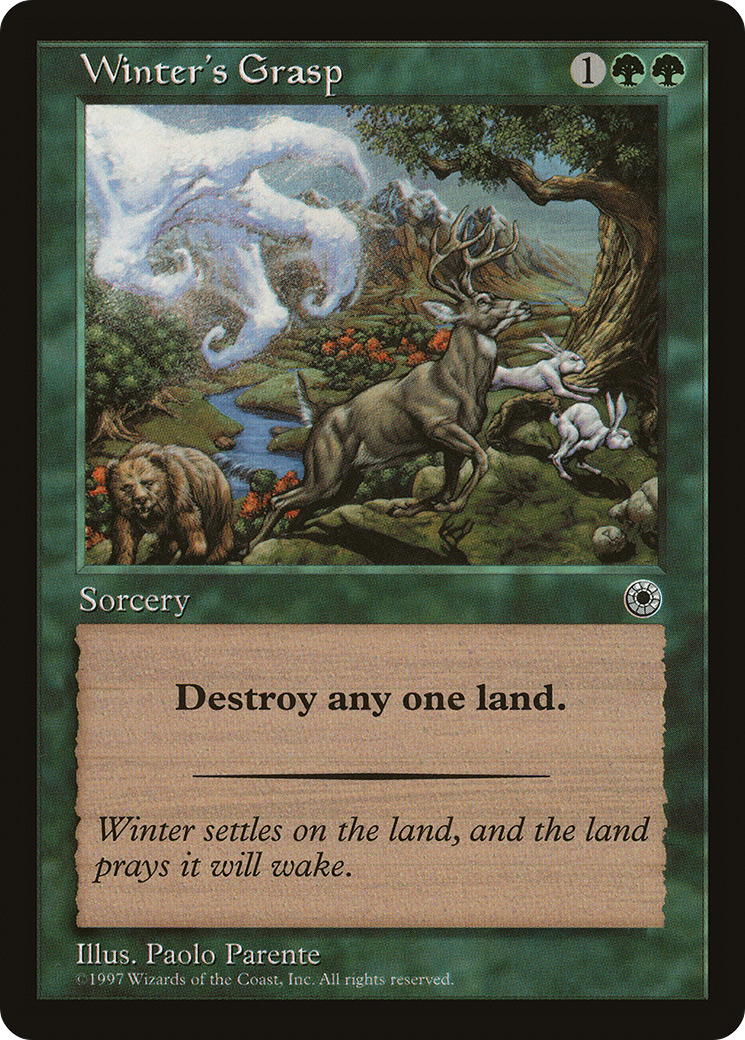 Winter's Grasp
1
Sorcery
Destroy any one land.
Winter settles on the land, and the land
prays it will wake.
Illus. Paolo Parente
©1997 Wizards of the Coast, Inc. All rights reserved.